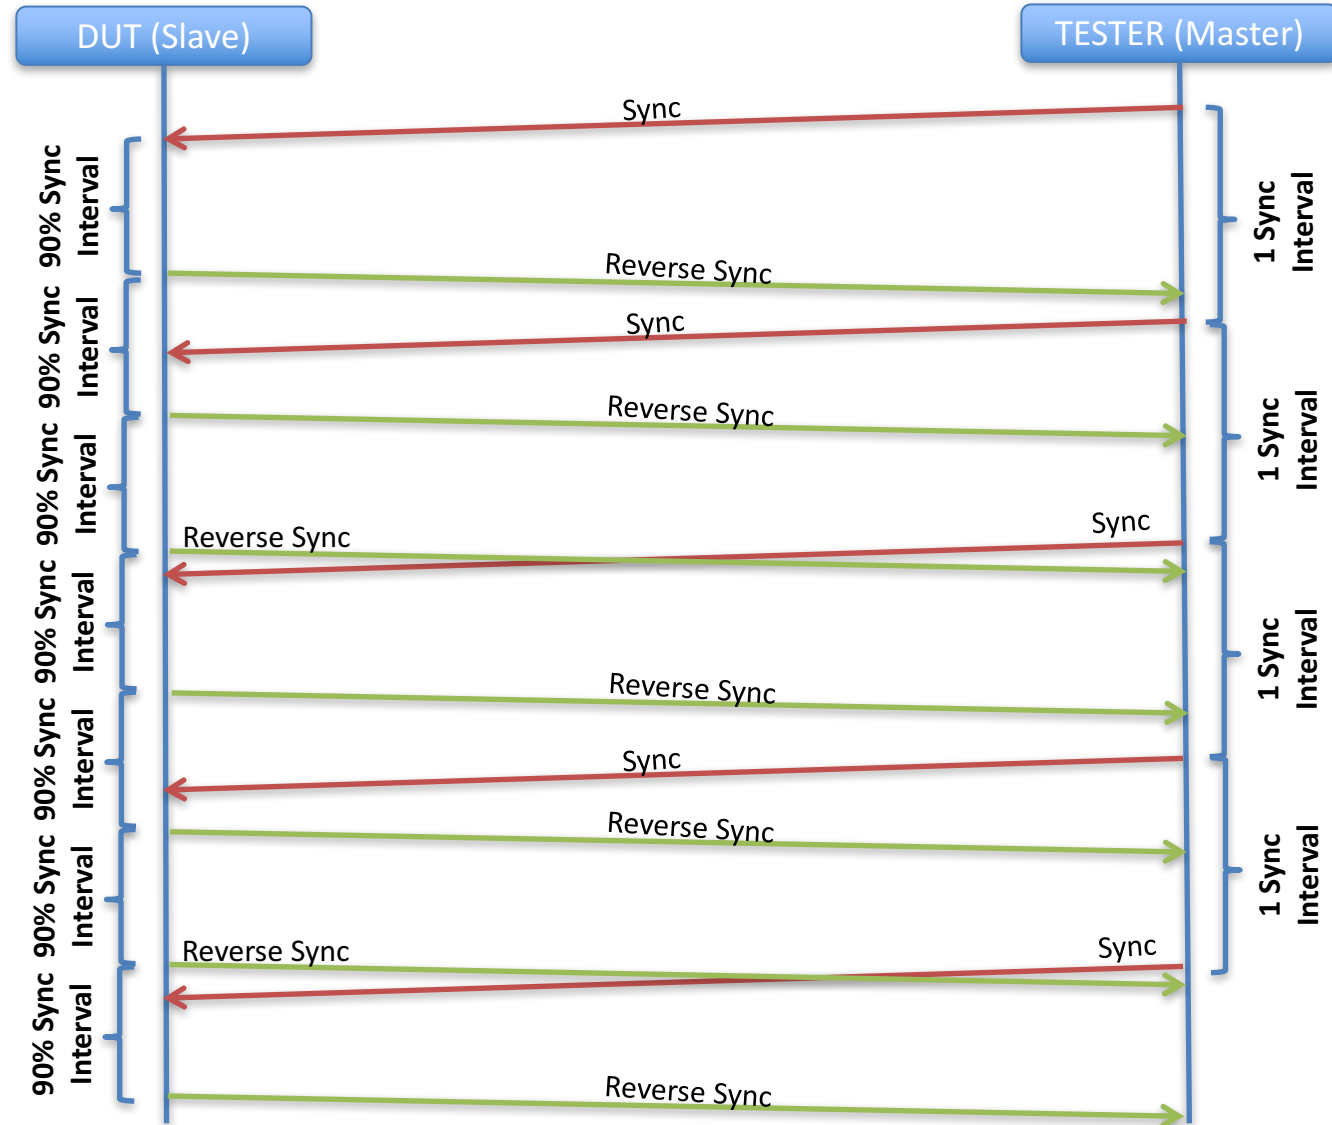 DUT (Slave)
TESTER (Master)
Sync
90% Sync
Interval
1 Sync
Interval
Reverse Sync
Sync
90% Sync
Interval
Reverse Sync
1 Sync
Interval
90% Sync
Interval
Reverse Sync
Sync
90% Sync
Interval
1 Sync
Interval
Reverse Sync
90% Sync
Interval
Sync
Reverse Sync
1 Sync
Interval
90% Sync
Interval
Reverse Sync
Sync
90% Sync
Interval
Reverse Sync